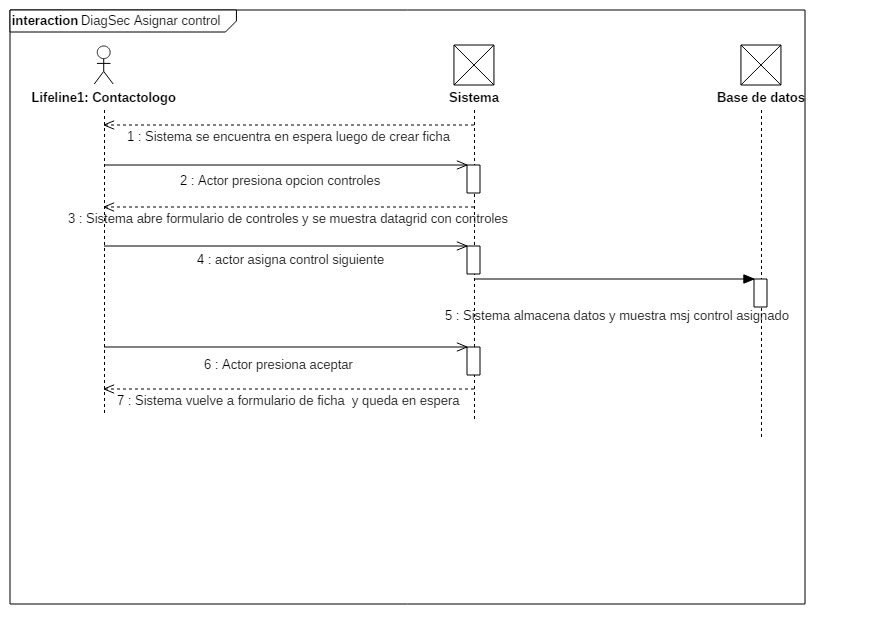 interaction DiagSec Asignar control
Lifeline1: Contactologo
Sistema
Base de datos
1 : Sistema se encuentra en espera luego de crear ficha
2 : Actor presiona opcion controles
3 : Sistema abre formulario de controles y se muestra datagrid con controles
4 : actor asigna control siguiente
5 : Sistema almacena datos y muestra msj control asignado
6 : Actor presiona aceptar
7 : Sistema vuelve a formulario de ficha  y queda en espera